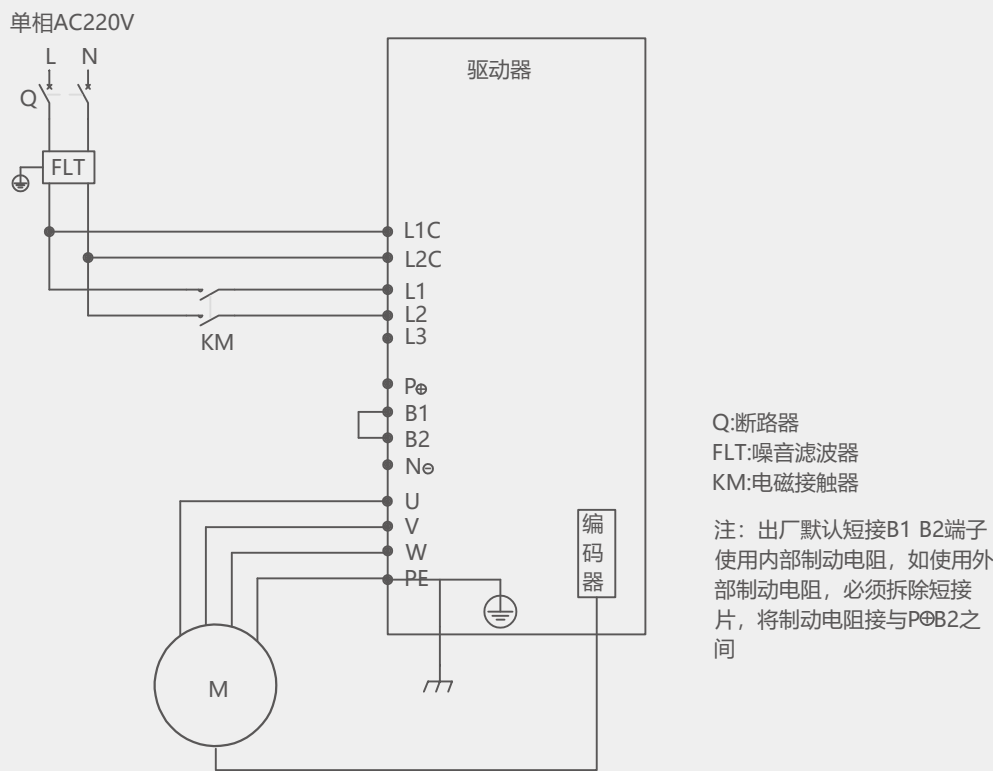 单相AC220V
L N
驱动器
Q
FLT
L1C
L2C
L1
L2
L3
KM
P⊕
B1
B2
N⊖
U
V
W
PE
编
码
器
M
Q:断路器
FLT:噪音滤波器
KM:电磁接触器
注：出厂默认短接B1 B2端子
使用内部制动电阻，如使用外
部制动电阻，必须拆除短接
片，将制动电阻接与P⊕B2之
间